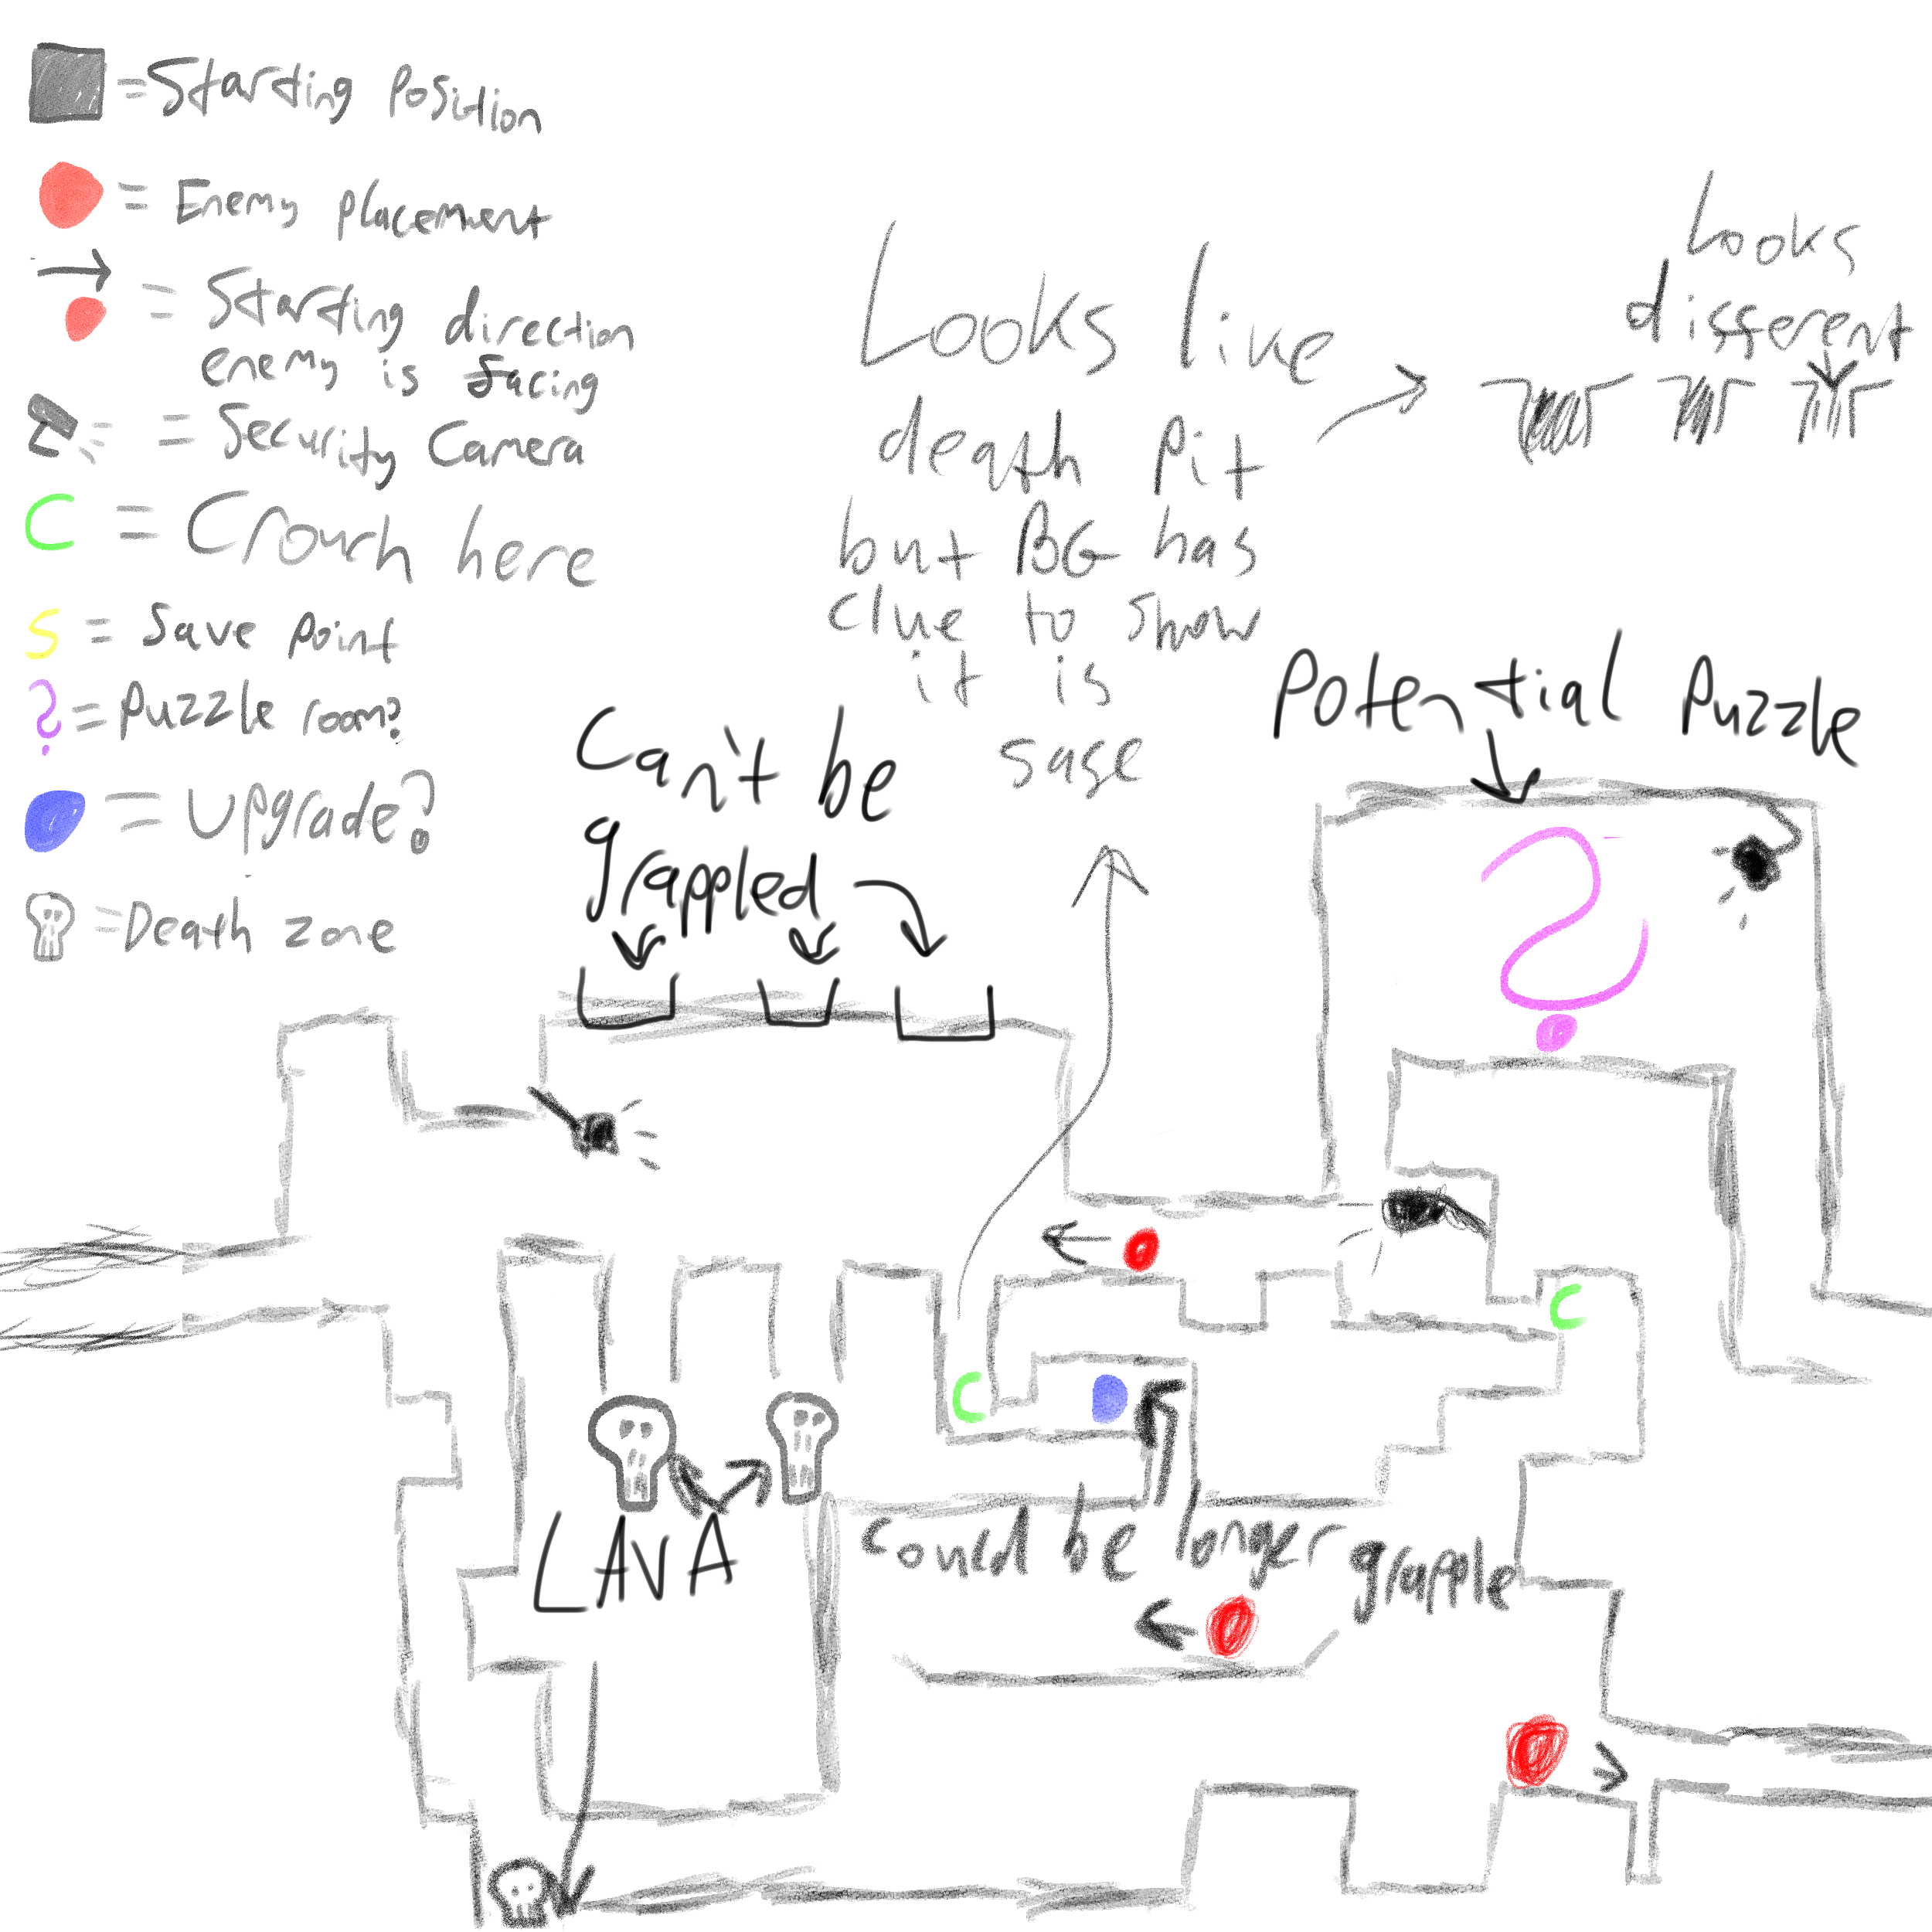 =Starting Position
= Enemy placement
= Starting direction
enemy is facing
= Security Camera
C = Crouch here
S = Save point
? = Puzzle room?
= Upgrade?
=Death zone
Looks like
death Pit
but BG has
clue to show
it is
safe
Looks
different
Can't be
grappled
Potential Puzzle
?
C
C
LAVA
could be longer grapple